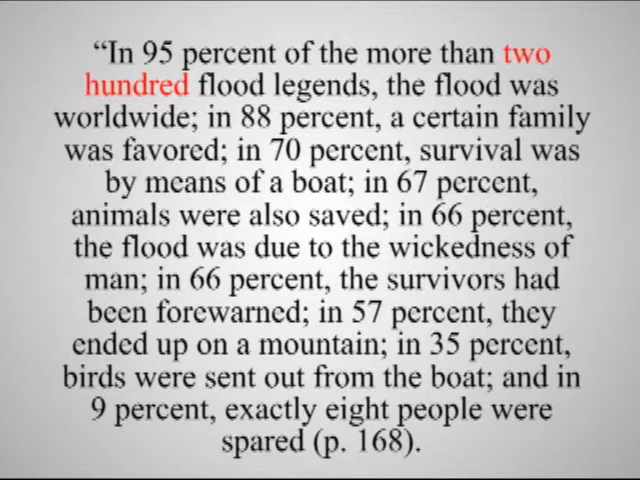 “In 95 percent of the more than two
hundred flood legends, the flood was
worldwide; in 88 percent, a certain family
was favored; in 70 percent, survival was
by means of a boat; in 67 percent,
animals were also saved; in 66 percent,
the flood was due to the wickedness of
man; in 66 percent, the survivors had
been forewarned; in 57 percent, they
ended up on a mountain; in 35 percent,
birds were sent out from the boat; and in
9 percent, exactly eight people were
spared (p. 168).